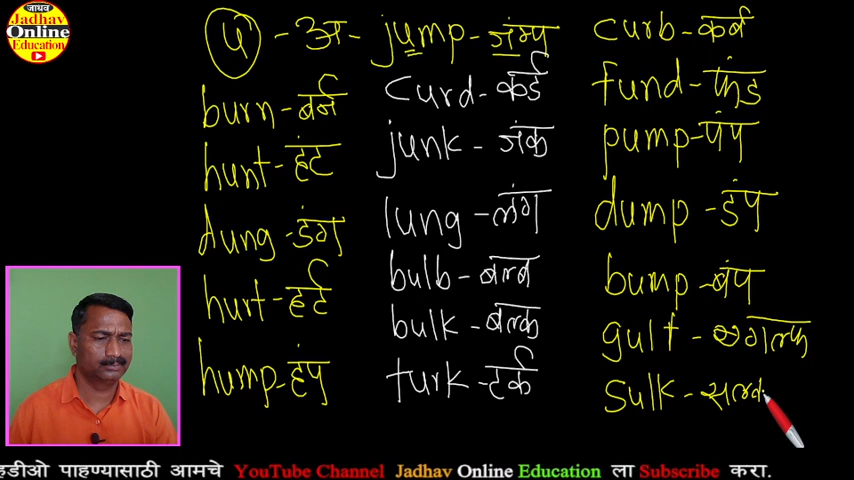 जाधव
Jadhav
Online
Education
५ - अ - jump - जंम्प
burn - बर्न
hunt - हंट
dung - डंग
hurt - हर्ट
hump - हंप
curd - कर्ड
junk - जंक
lung - लंग
bulb - बल्ब
bulk - बल्क
turk - टर्क
curb - कर्ब
fund - फंड
pump - पंप
dump - डंप
bump - बंप
gulf - गल्फ
sulk - सल्क
हडीओ पाहण्यासाठी आमचे YouTube Channel Jadhav Online Education ला Subscribe करा.